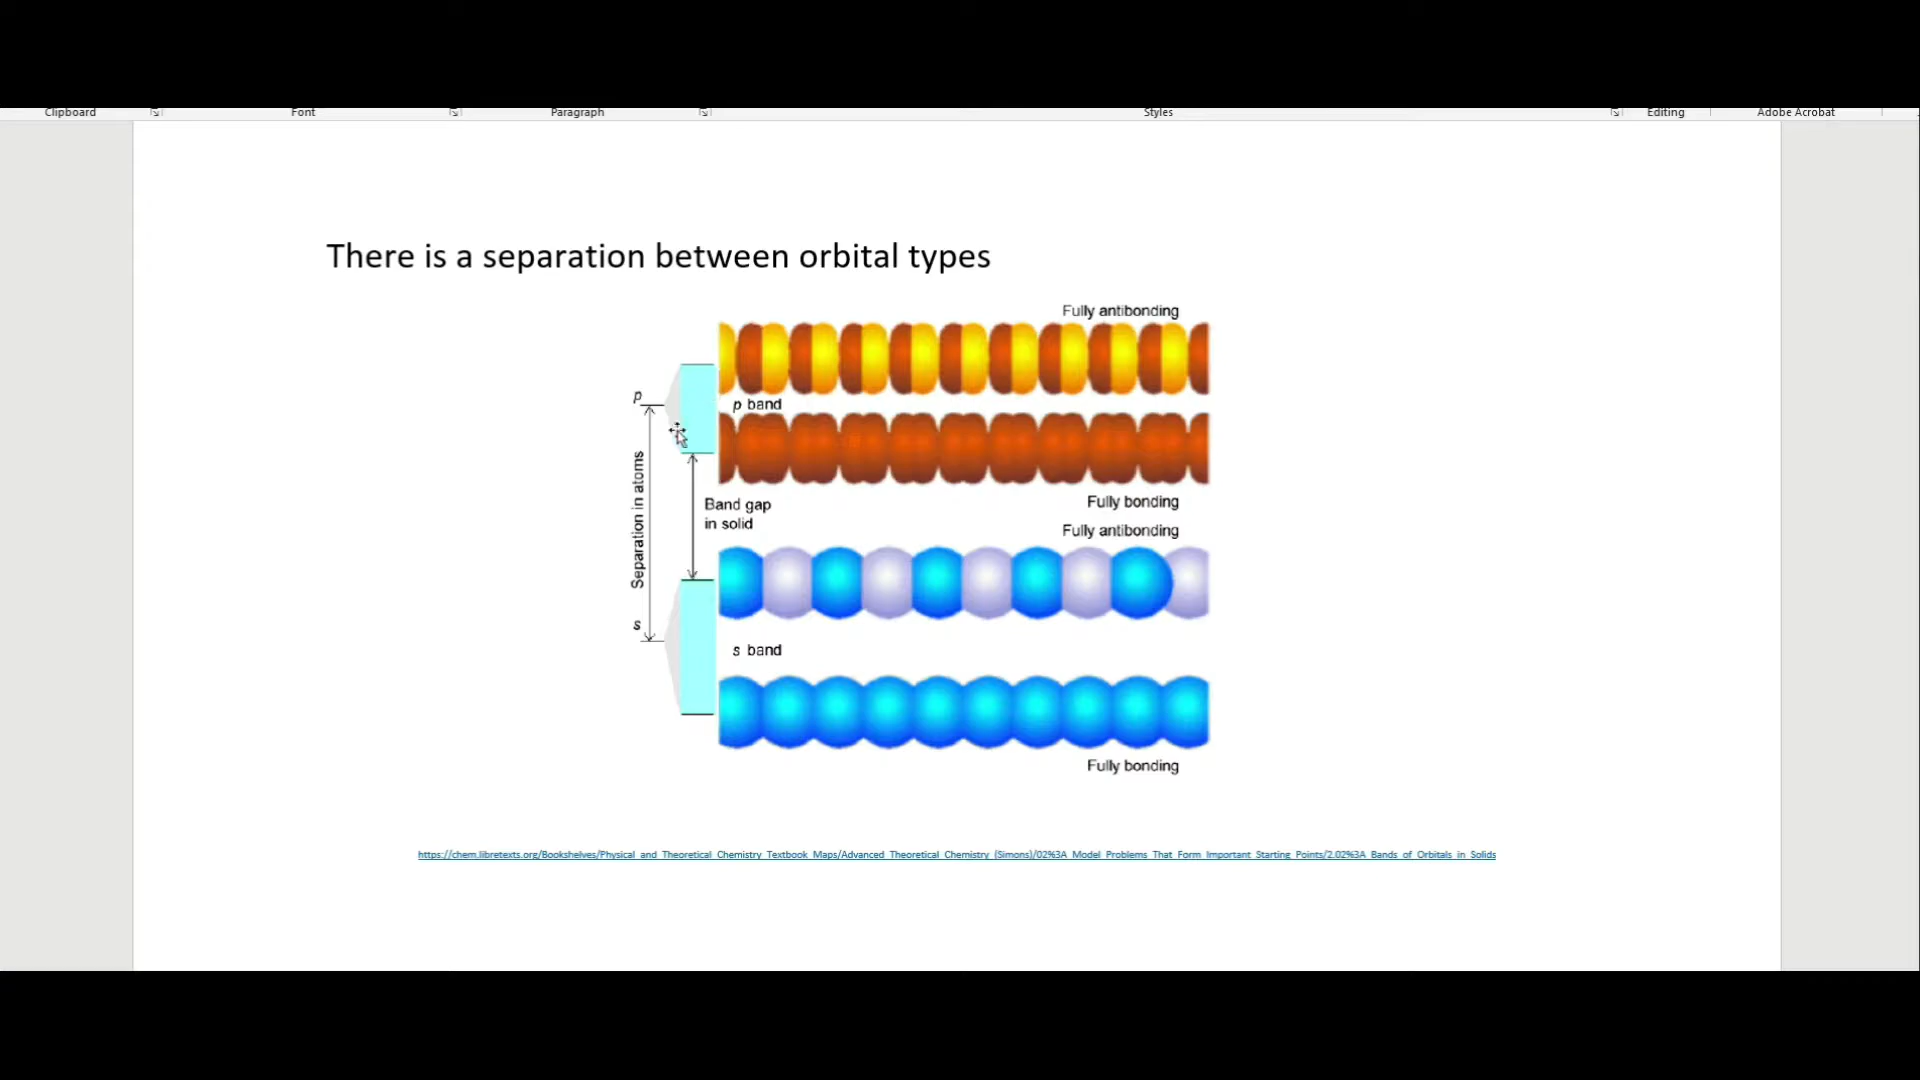 Clipboard Font Paragraph Styles Editing Adobe Acrobat
There is a separation between orbital types
Fully antibonding
p
p band
Separation in atoms
Fully bonding
Band gap
in solid
Fully antibonding
s
s band
Fully bonding
https://chem.libretexts.org/Bookshelves/Physical_and_Theoretical_Chemistry_Textbook_Maps/Advanced_Theoretical_Chemistry_(Simons)/02%3A_Model_Problems_That_Form_Important_Starting_Points/2.02%3A_Bands_of_Orbitals_in_Solids